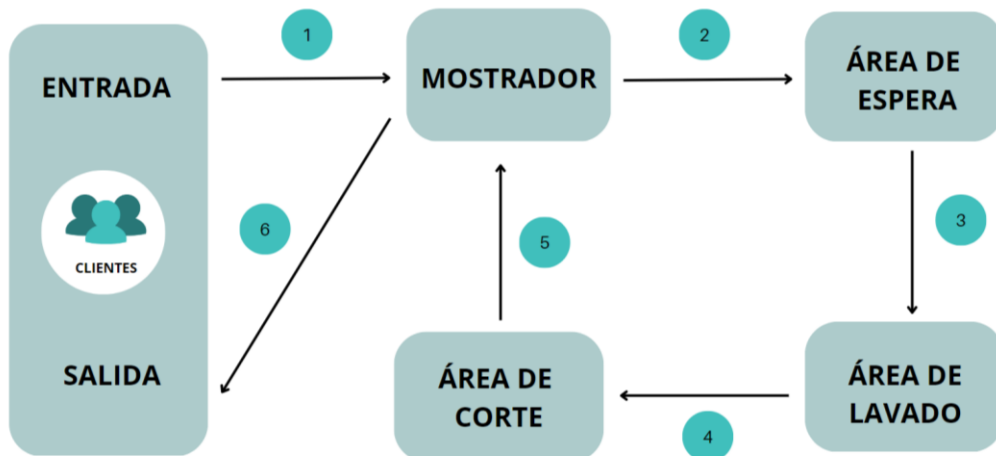 ENTRADA
1
MOSTRADOR
2
ÁREA DE
ESPERA
CLIENTES
6
5
3
SALIDA
ÁREA DE
CORTE
4
ÁREA DE
LAVADO